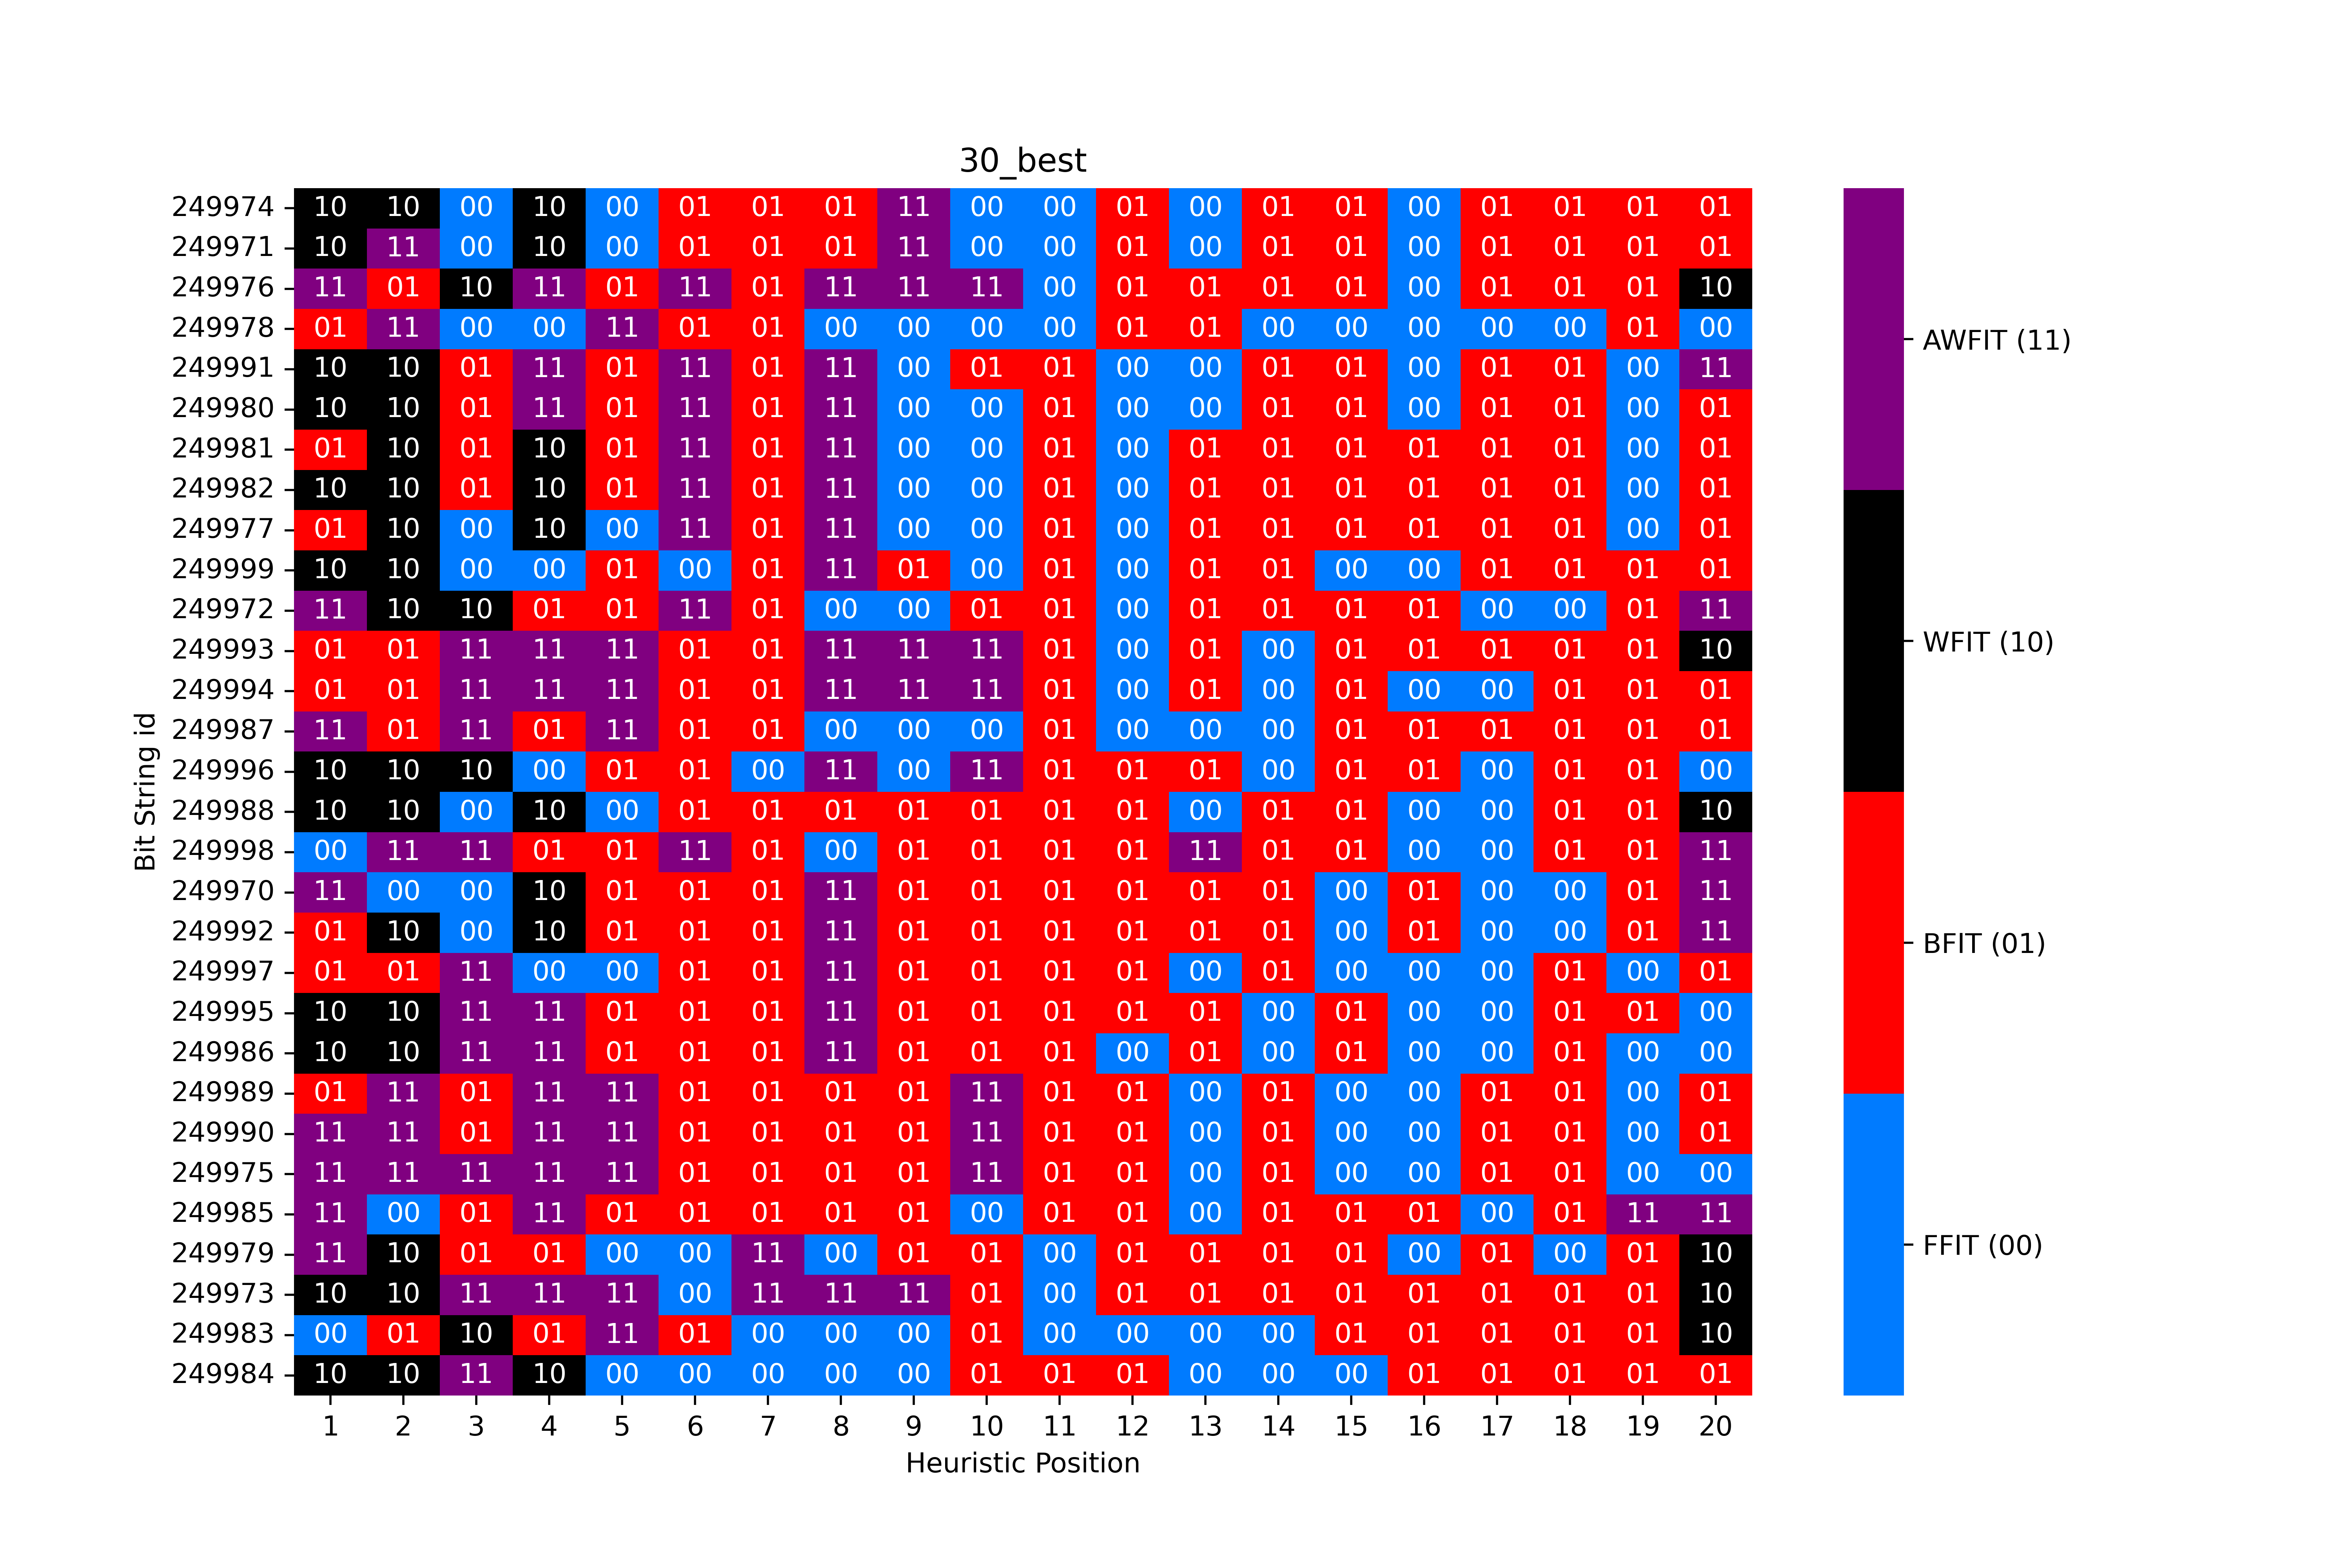 30_best
249974 10 10 00 10 00 01 01 01 11 00 00 01 00 01 01 00 01 01 01 01
249971 10 11 00 10 00 01 01 01 11 00 00 01 00 01 01 00 01 01 01 01
249976 11 01 10 11 01 11 01 11 11 11 00 01 01 01 01 00 01 01 01 10
249978 01 11 00 00 11 01 01 00 00 00 00 01 01 00 00 00 00 00 01 00
AWFIT (11)
249991 10 10 01 11 01 11 01 11 00 01 01 00 00 01 01 00 01 01 00 11
249980 10 10 01 11 01 11 01 11 00 00 01 00 00 01 01 00 01 01 00 01
249981 01 10 01 10 01 11 01 11 00 00 01 00 01 01 01 01 01 01 00 01
249982 10 10 01 10 01 11 01 11 00 00 01 00 01 01 01 01 01 01 00 01
249977 01 10 00 10 00 11 01 11 00 00 01 00 01 01 01 01 01 01 00 01
249999 10 10 00 00 01 00 01 11 01 00 01 00 01 01 00 00 01 01 01 01
249972 11 10 10 01 01 11 01 00 00 01 01 00 01 01 01 01 00 00 01 11
249993 01 01 11 11 11 01 01 11 11 11 01 00 01 00 01 01 01 01 01 10
WFIT (10)
249994 01 01 11 11 11 01 01 11 11 11 01 00 01 00 01 00 00 01 01 01
249987 11 01 11 01 11 01 01 00 00 00 01 00 00 00 01 01 01 01 01 01
249996 10 10 10 00 01 01 00 11 00 11 01 01 01 00 01 01 00 01 01 00
Bit String id
249988 10 10 00 10 00 01 01 01 01 01 01 01 00 01 01 00 00 01 01 10
249998 00 11 11 01 01 11 01 00 01 01 01 01 11 01 01 00 00 01 01 11
249970 11 00 00 10 01 01 01 11 01 01 01 01 01 01 00 01 00 00 01 11
249992 01 10 00 10 01 01 01 11 01 01 01 01 01 01 00 01 00 00 01 11
BFIT (01)
249997 01 01 11 00 00 01 01 11 01 01 01 01 00 01 00 00 00 01 00 01
249995 10 10 11 11 01 01 01 11 01 01 01 01 01 00 01 00 00 01 01 00
249986 10 10 11 11 01 01 01 11 01 01 01 00 01 00 01 00 00 01 00 00
249989 01 11 01 11 11 01 01 01 01 11 01 01 00 01 00 00 01 01 00 01
249990 11 11 01 11 11 01 01 01 01 11 01 01 00 01 00 00 01 01 00 01
249975 11 11 11 11 11 01 01 01 01 11 01 01 00 01 00 00 01 01 00 00
249985 11 00 01 11 01 01 01 01 01 00 01 01 00 01 01 01 00 01 11 11
249979 11 10 01 01 00 00 11 00 01 01 00 01 01 01 01 00 01 00 01 10
FFIT (00)
249973 10 10 11 11 11 00 11 11 11 01 00 01 01 01 01 01 01 01 01 10
249983 00 01 10 01 11 01 00 00 00 01 00 00 00 00 01 01 01 01 01 10
249984 10 10 11 10 00 00 00 00 00 01 01 01 00 00 00 01 01 01 01 01
1 2 3 4 5 6 7 8 9 10 11 12 13 14 15 16 17 18 19 20
Heuristic Position